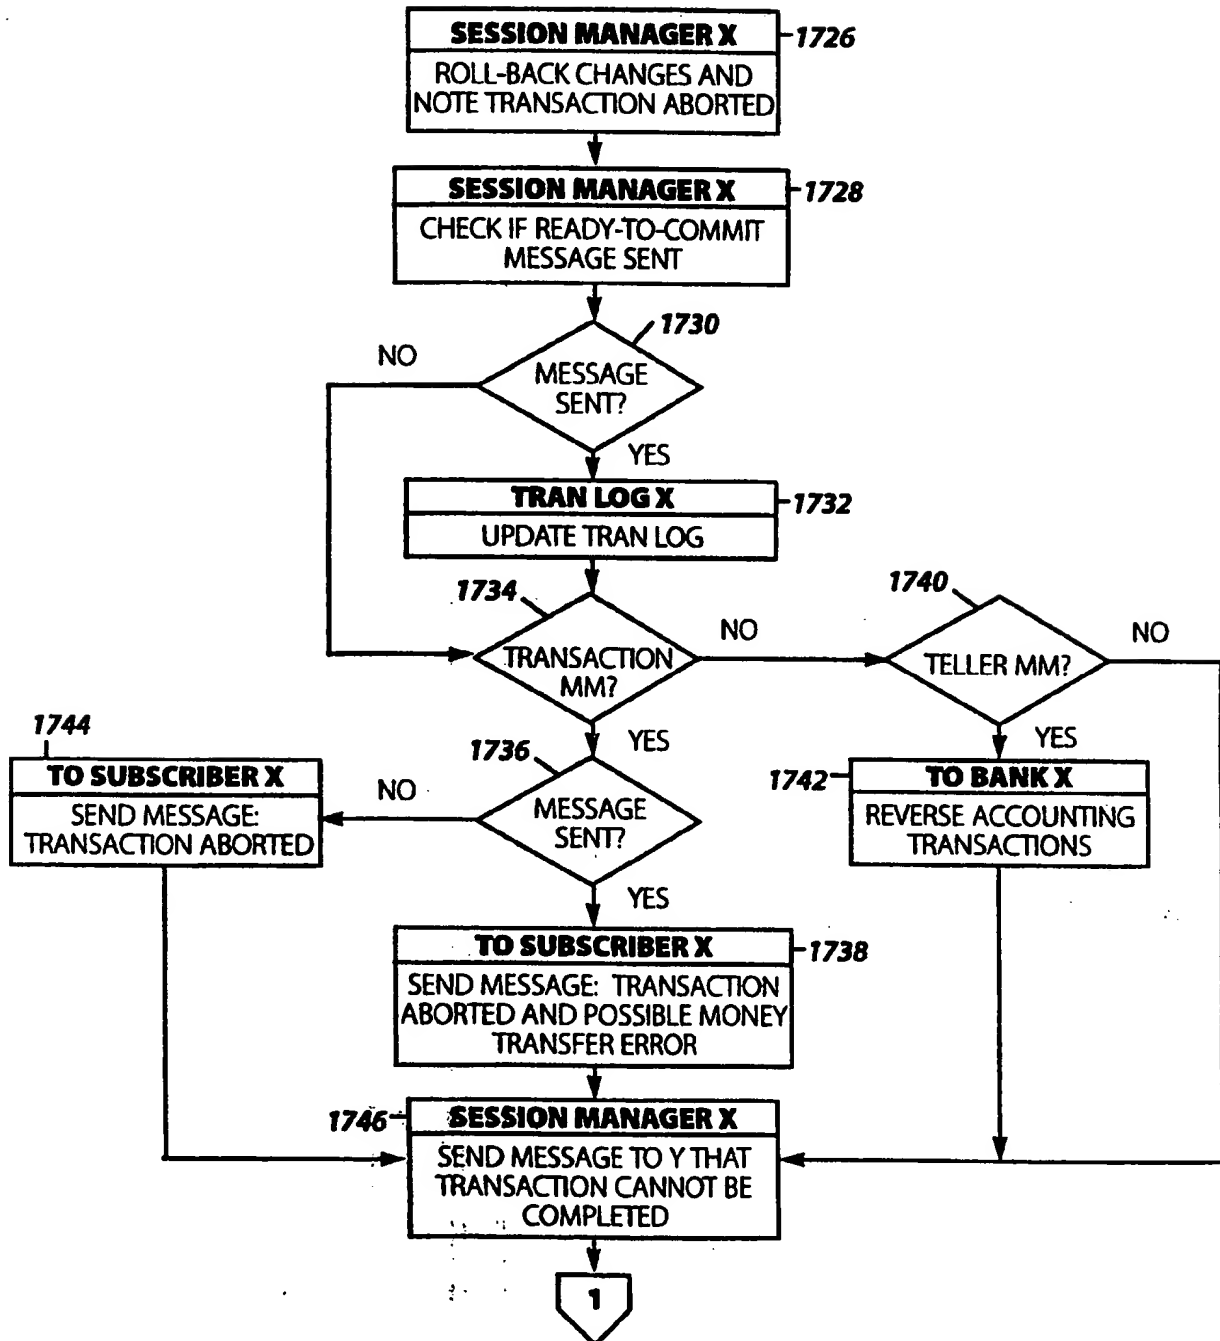 SESSION MANAGER X
1726
ROLL-BACK CHANGES AND
NOTE TRANSACTION ABORTED
SESSION MANAGER X
1728
CHECK IF READY-TO-COMMIT
MESSAGE SENT
1730
NO
MESSAGE
SENT?
YES
TRAN LOG X
1732
UPDATE TRAN LOG
1734
TRANSACTION
MM?
NO
1740
TELLER MM?
NO
YES
YES
1744
TO SUBSCRIBER X
SEND MESSAGE:
TRANSACTION ABORTED
NO
1736
MESSAGE
SENT?
1742
TO BANK X
REVERSE ACCOUNTING
TRANSACTIONS
YES
TO SUBSCRIBER X
1738
SEND MESSAGE: TRANSACTION
ABORTED AND POSSIBLE MONEY
TRANSFER ERROR
1746
SESSION MANAGER X
SEND MESSAGE TO Y THAT
TRANSACTION CANNOT BE
COMPLETED
1